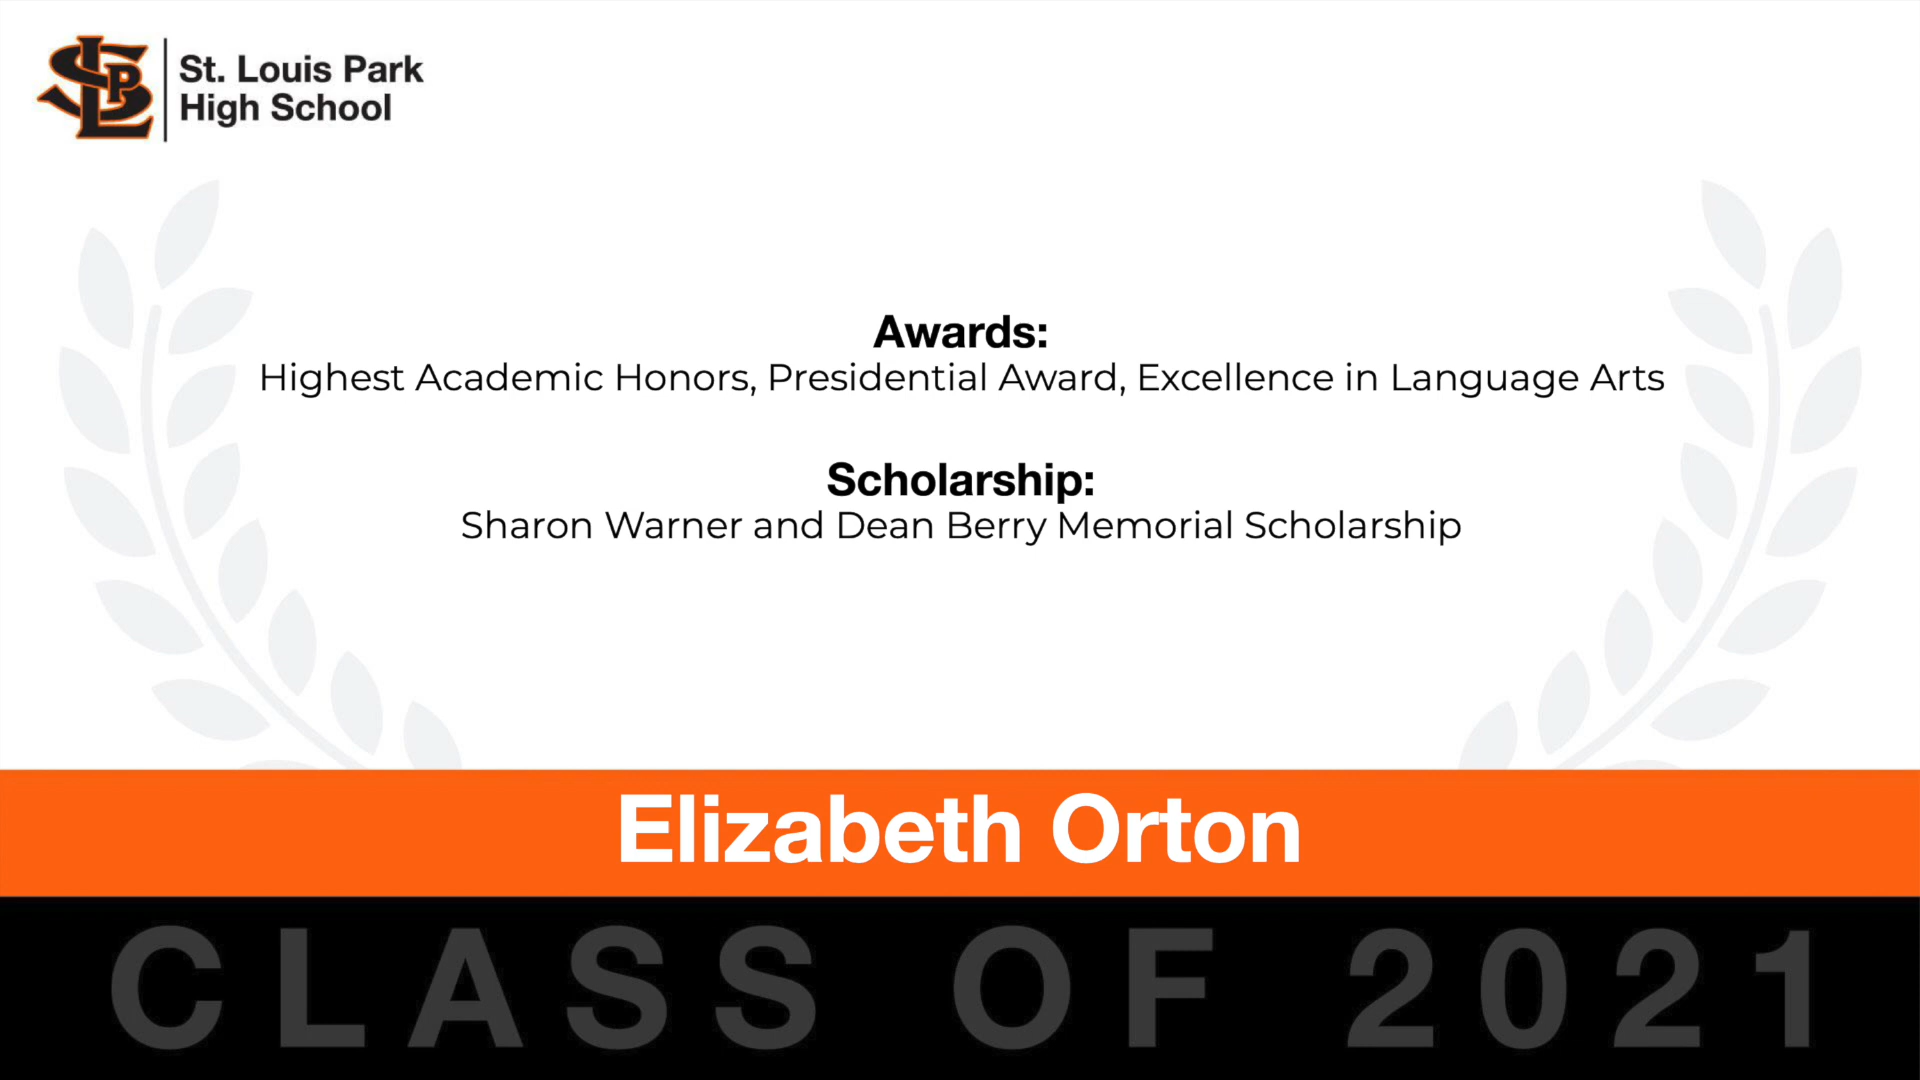 SLP
St. Louis Park
High School
Awards:
Highest Academic Honors, Presidential Award, Excellence in Language Arts
Scholarship:
Sharon Warner and Dean Berry Memorial Scholarship
Elizabeth Orton
CLASS OF 2021